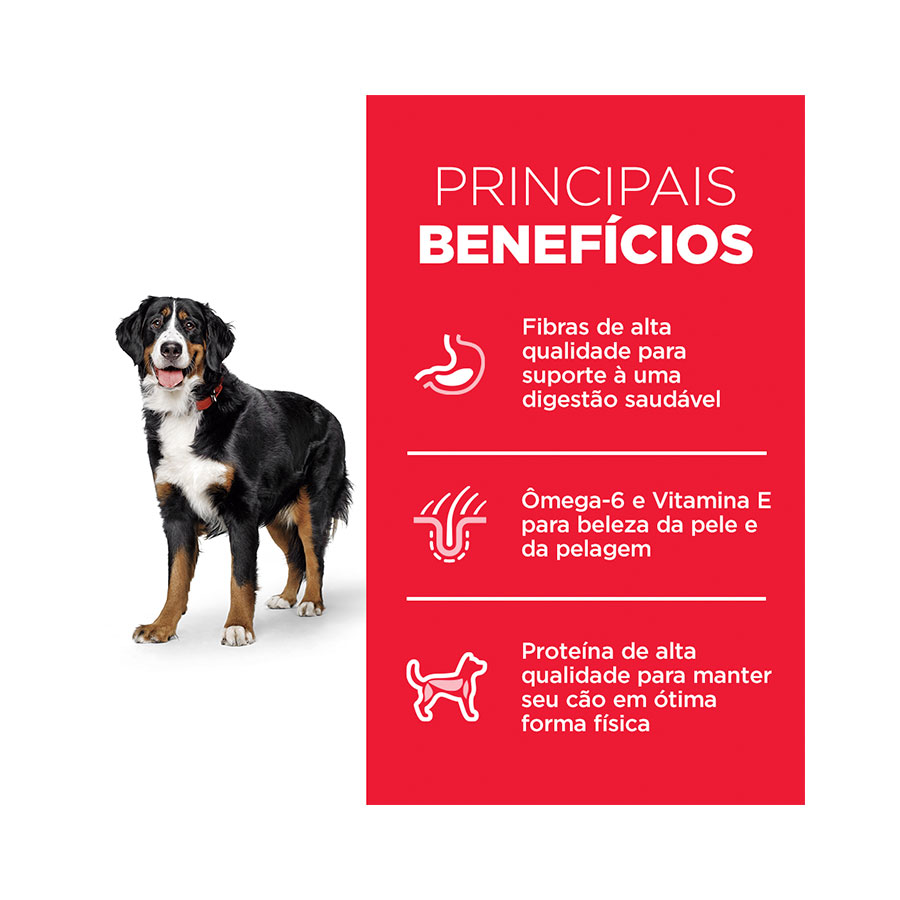 PRINCIPAIS
BENEFÍCIOS
Fibras de alta
qualidade para
suporte à uma
digestão saudável
Ômega-6 e Vitamina E
para beleza da pele e
da pelagem
Proteína de alta
qualidade para manter
seu cão em ótima
forma física